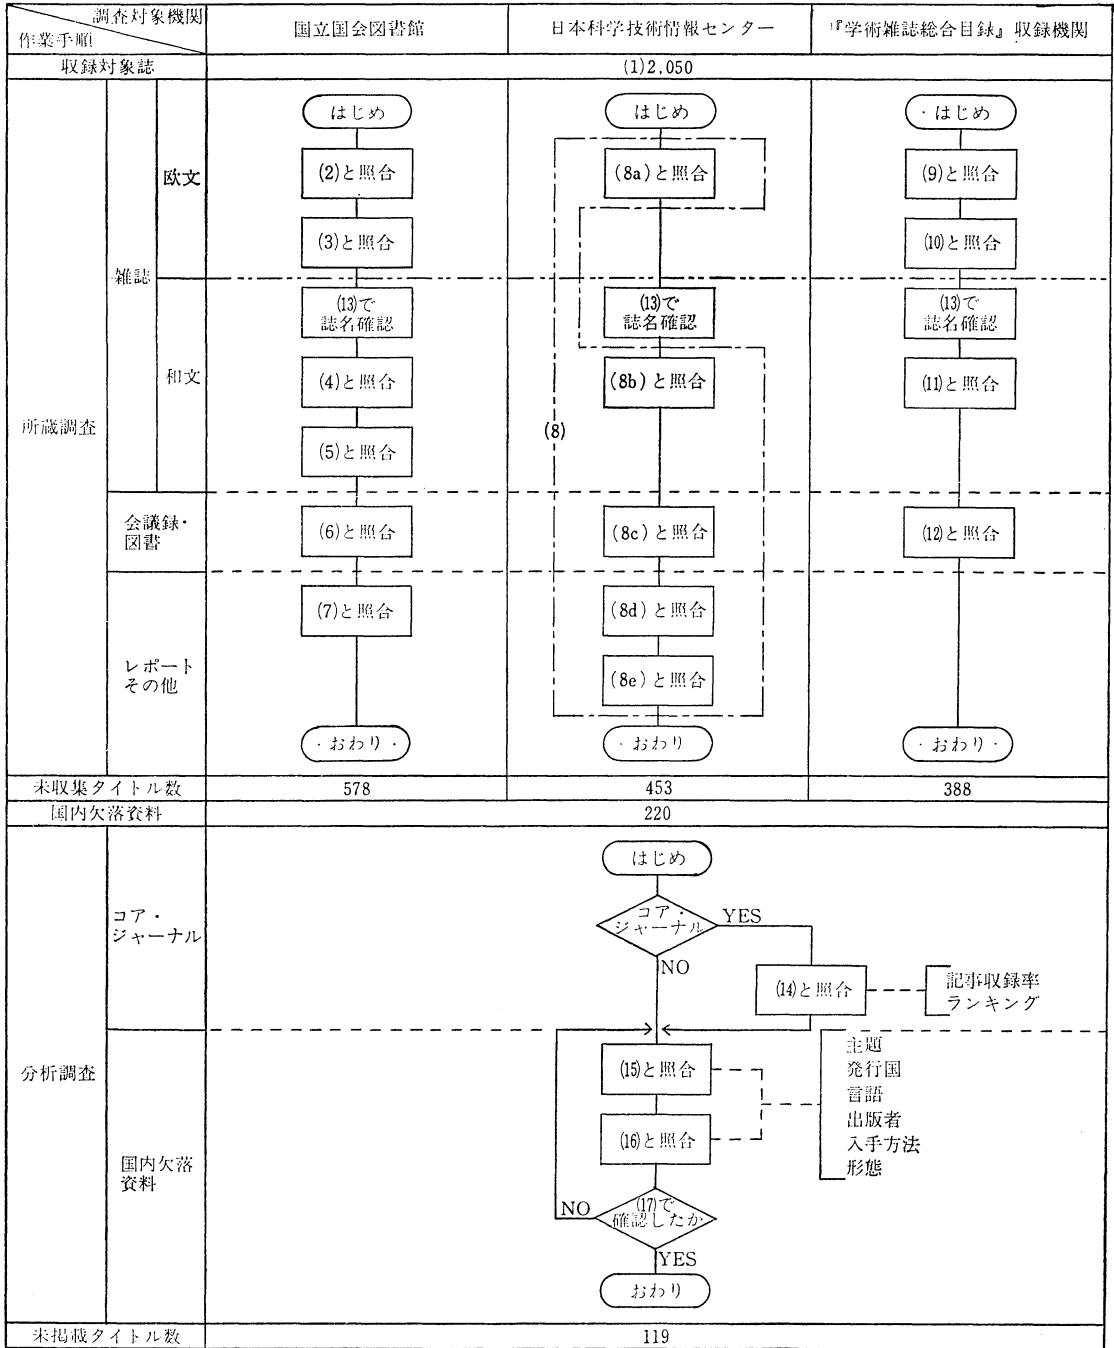 調査対象機関
作業手順
国立国会図書館
日本科学技術情報センター
『学術雑誌総合目録』収録機関
収録対象誌
(1)2,050
所蔵調査
雑誌
欧文
和文
会議録・
図書
レポート
その他
はじめ
(2)と照合
(3)と照合
(13)で
誌名確認
(4)と照合
(5)と照合
(6)と照合
(7)と照合
・おわり・
はじめ
(8a)と照合
(13)で
誌名確認
(8b)と照合
(8)
(8c)と照合
(8d)と照合
(8e)と照合
・おわり
・はじめ
(9)と照合
(10)と照合
(13)で
誌名確認
(11)と照合
(12)と照合
・おわり・
未収集タイトル数
578
453
388
国内欠落資料
220
分析調査
コア・
ジャーナル
国内欠落
資料
はじめ
コア・
ジャーナル
YES
NO
(14)と照合
記事収録率
ランキング
(15)と照合
(16)と照合
主題
発行国
言語
出版者
入手方法
形態
(17)で
確認したか
NO
YES
おわり
未掲載タイトル数
119